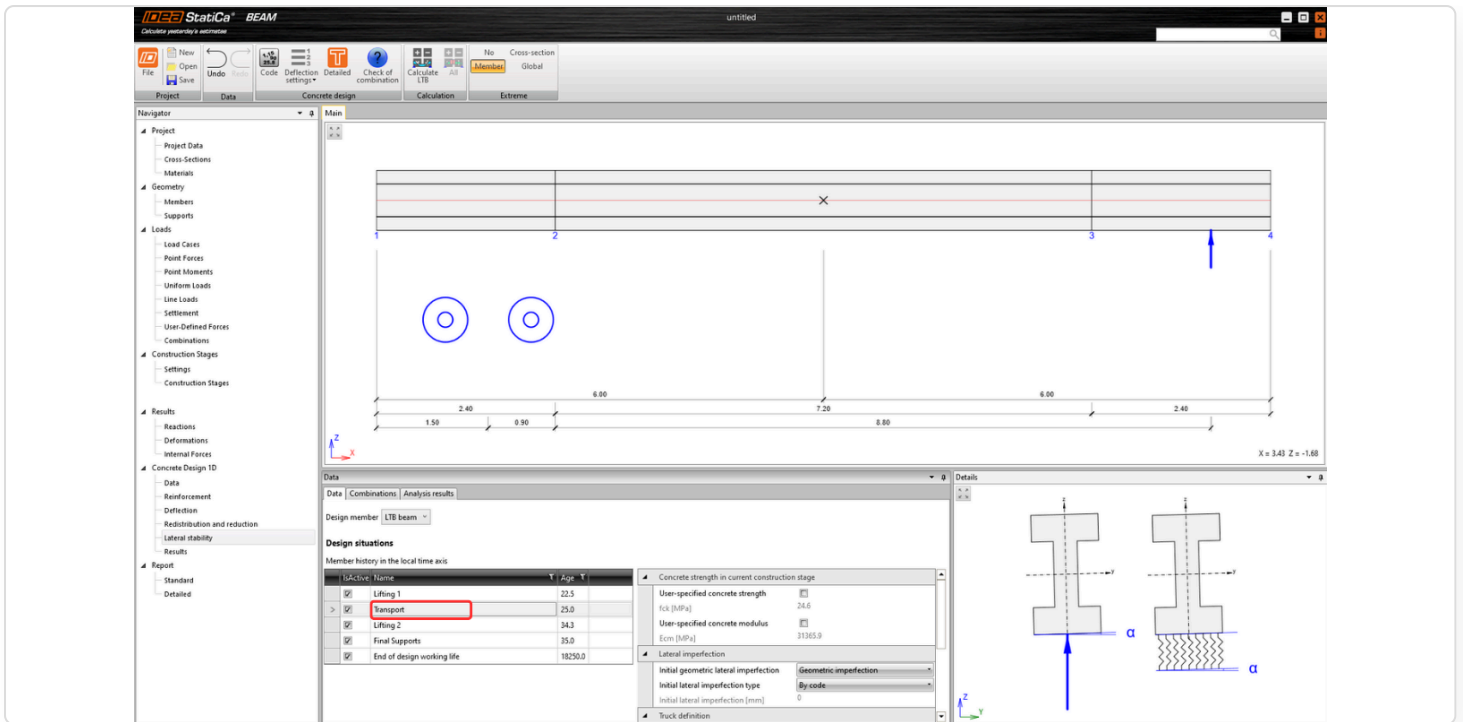 IDEA StatiCa® BEAM
Calculate yesterday's estimates
untitled
File
New
Open
Save
Undo
Redo
Code
Deflection settings
Detailed
Check of combination
Calculate LTB
All
No
Cross-section
Member
Global
Project
Data
Concrete design
Calculation
Extreme
Navigator
Project
Project Data
Cross-Sections
Materials
Geometry
Members
Supports
Loads
Load Cases
Point Forces
Point Moments
Uniform Loads
Line Loads
Settlement
User-Defined Forces
Combinations
Construction Stages
Settings
Construction Stages
Results
Reactions
Deformations
Internal Forces
Concrete Design 1D
Data
Reinforcement
Deflection
Redistribution and reduction
Lateral stability
Results
Report
Standard
Detailed
Main
1
2
3
4
6.00
6.00
2.40
7.20
2.40
1.50
0.90
8.80
Z
X
X = 3.43 Z = -1.68
Data
Data
Combinations
Analysis results
Design member
LTB beam
Design situations
Member history in the local time axis
IsActive
Name
Age
Lifting 1
22.5
Transport
25.0
Lifting 2
34.3
Final Supports
35.0
End of design working life
18250.0
Concrete strength in current construction stage
User-specified concrete strength
fck [MPa]
24.6
User-specified concrete modulus
Ecm [MPa]
31365.9
Lateral imperfection
Initial geometric lateral imperfection
Geometric imperfection
Initial lateral imperfection type
By code
Initial lateral imperfection [mm]
0
Truck definition
Details
z
z
y
y
α
α
Z
Y